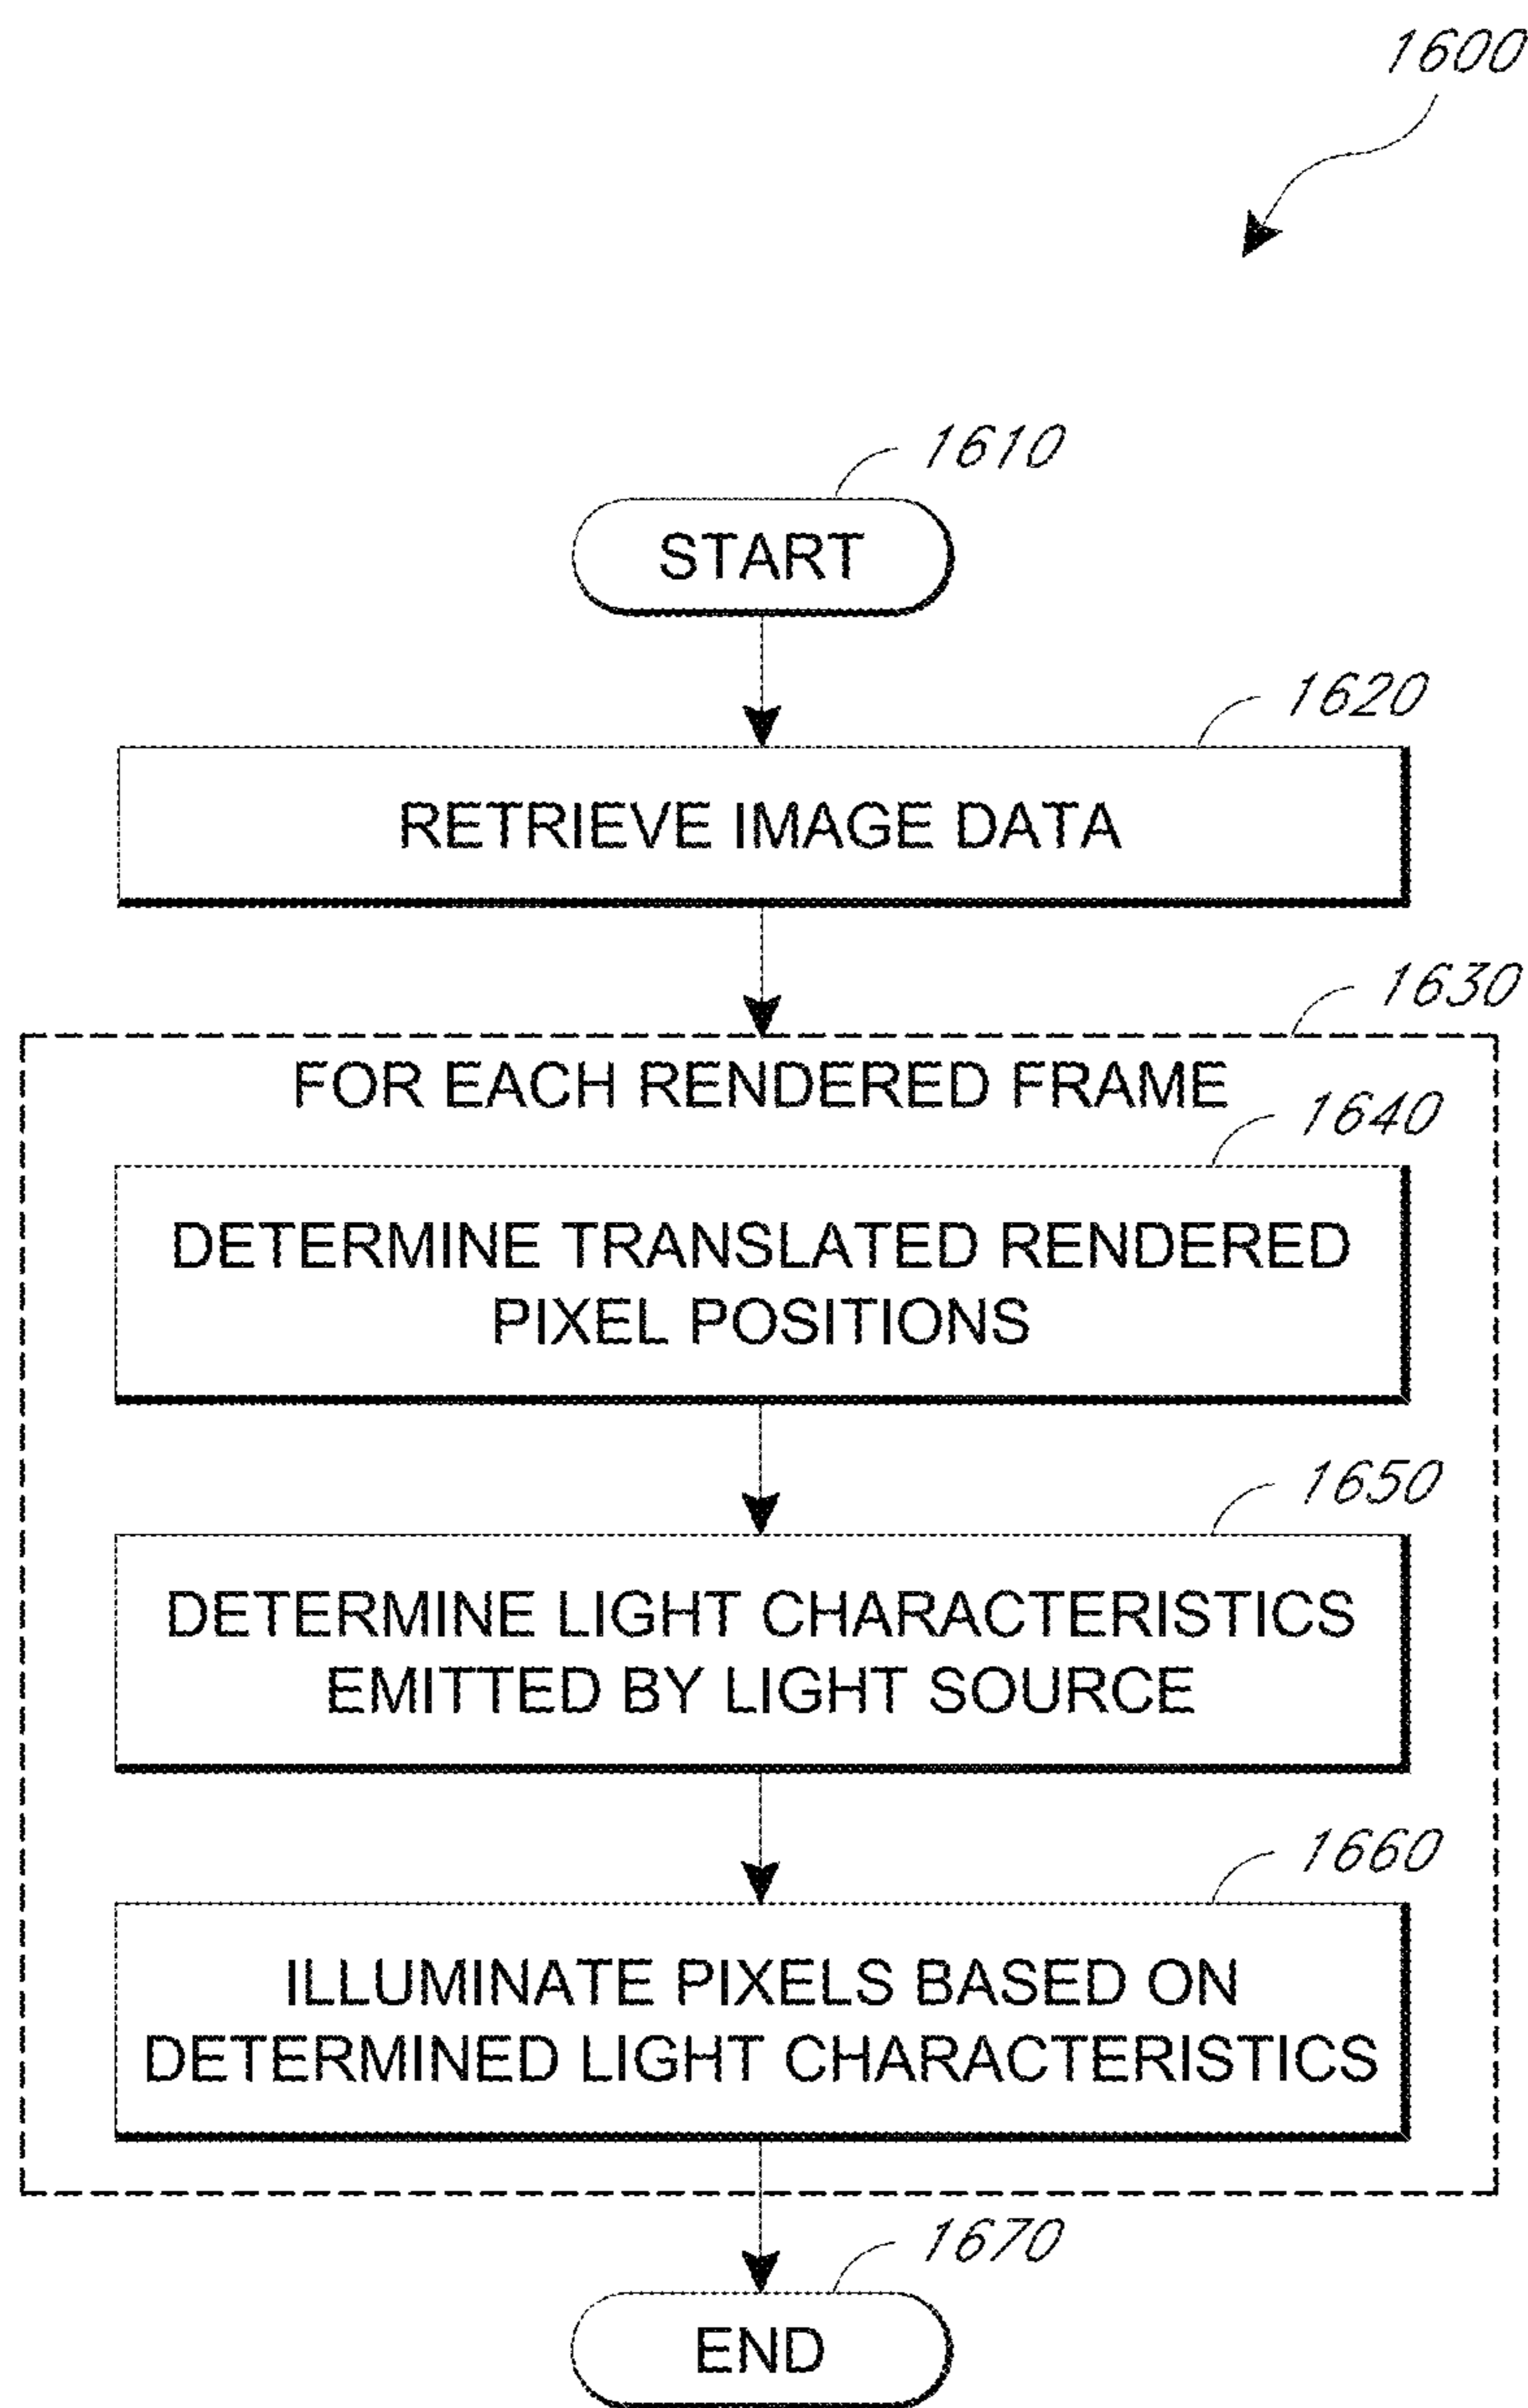 1600
1610
START
1620
RETRIEVE IMAGE DATA
1630
FOR EACH RENDERED FRAME
1640
DETERMINE TRANSLATED RENDERED
PIXEL POSITIONS
1650
DETERMINE LIGHT CHARACTERISTICS
EMITTED BY LIGHT SOURCE
1660
ILLUMINATE PIXELS BASED ON
DETERMINED LIGHT CHARACTERISTICS
1670
END